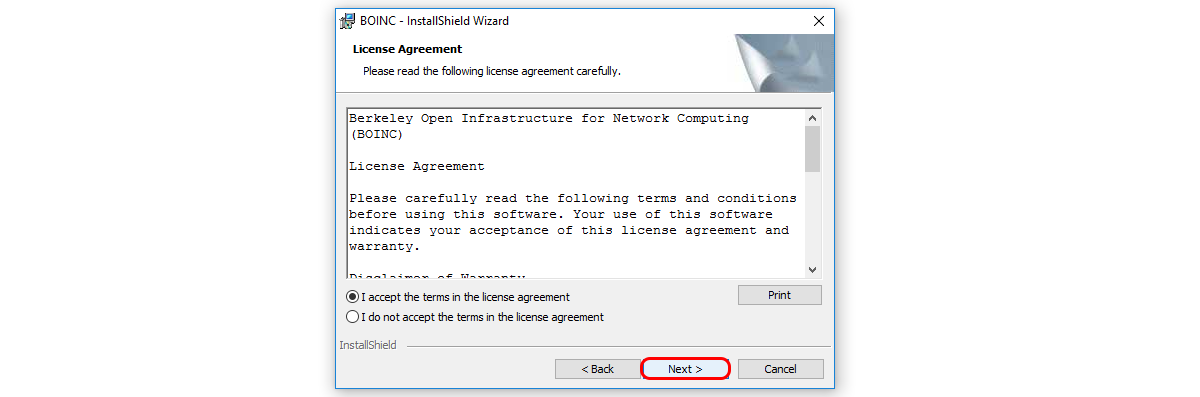 BOINC - InstallShield Wizard
License Agreement
Please read the following license agreement carefully.
Berkeley Open Infrastructure for Network Computing
(BOINC)
License Agreement
Please carefully read the following terms and conditions
before using this software. Your use of this software
indicates your acceptance of this license agreement and
warranty.
Disclaimer of Warranty
I accept the terms in the license agreement
Print
I do not accept the terms in the license agreement
InstallShield
< Back
Next >
Cancel